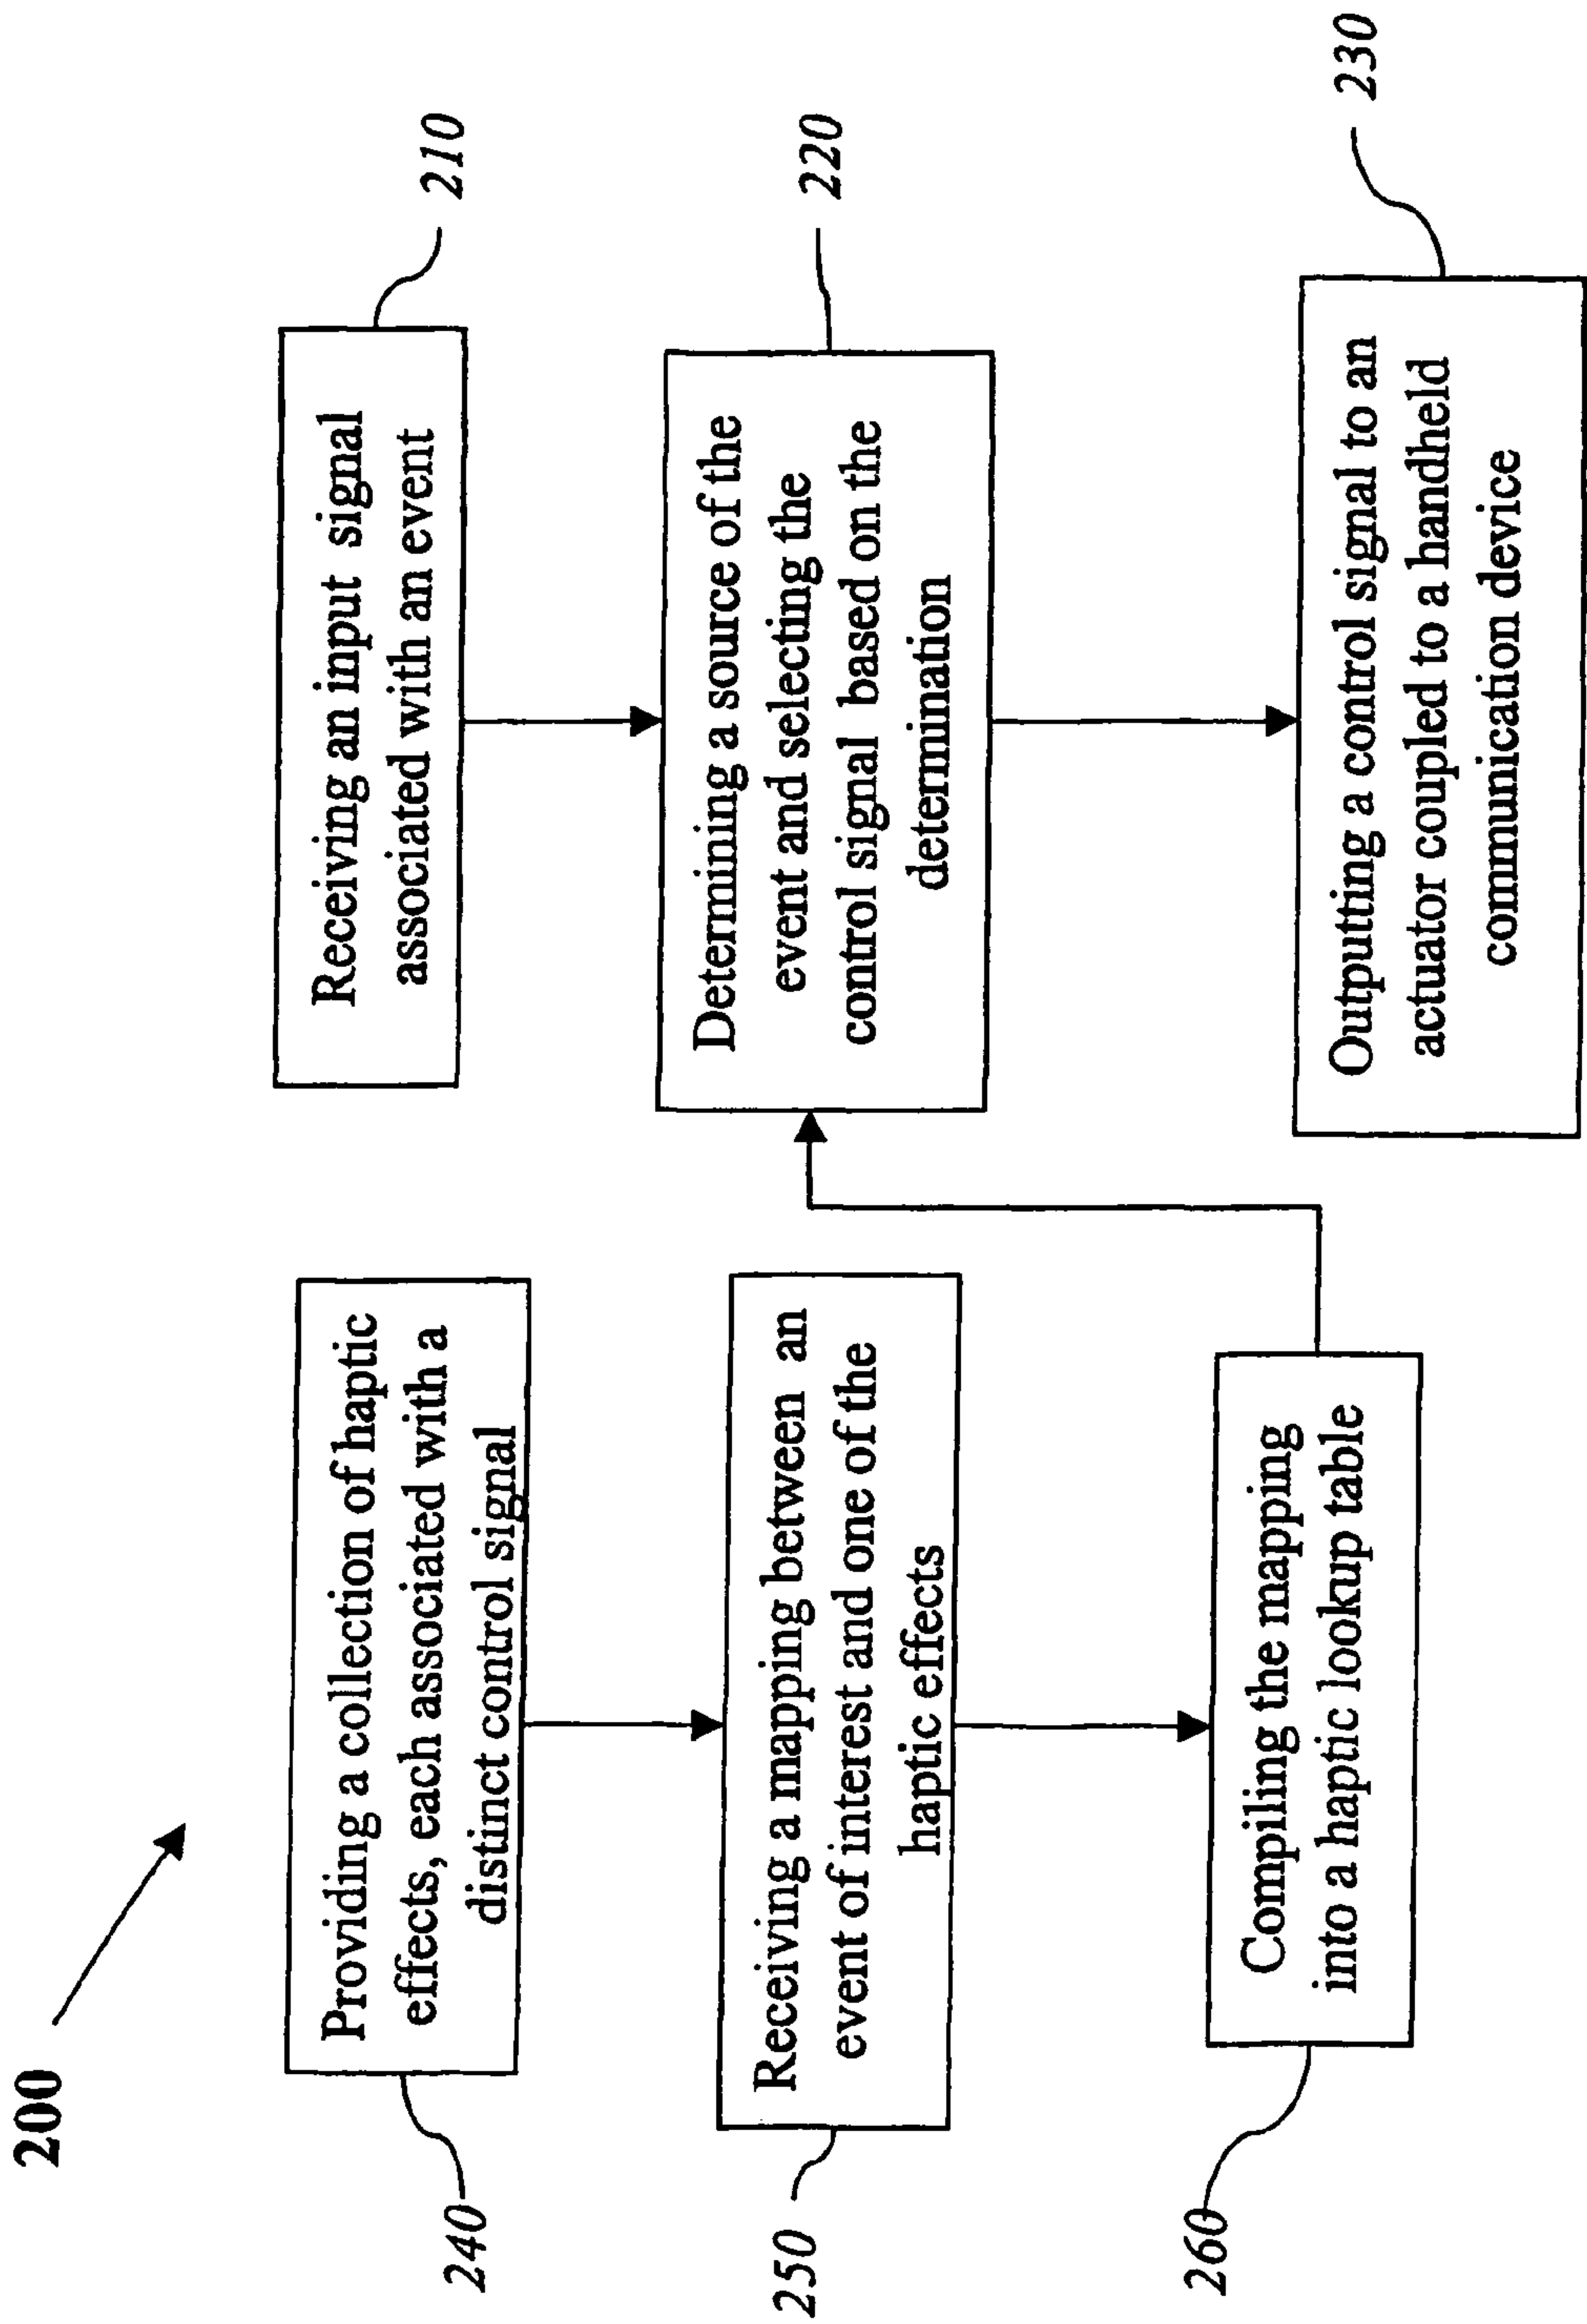 200
240
Providing a collection of haptic
effects, each associated with a
distinct control signal
250
Receiving a mapping between an
event of interest and one of the
haptic effects
260
Compiling the mapping
into a haptic lookup table
Receiving an input signal
associated with an event
210
Determining a source of the
event and selecting the
control signal based on the
determination
220
Outputting a control signal to an
actuator coupled to a handheld
communication device
230